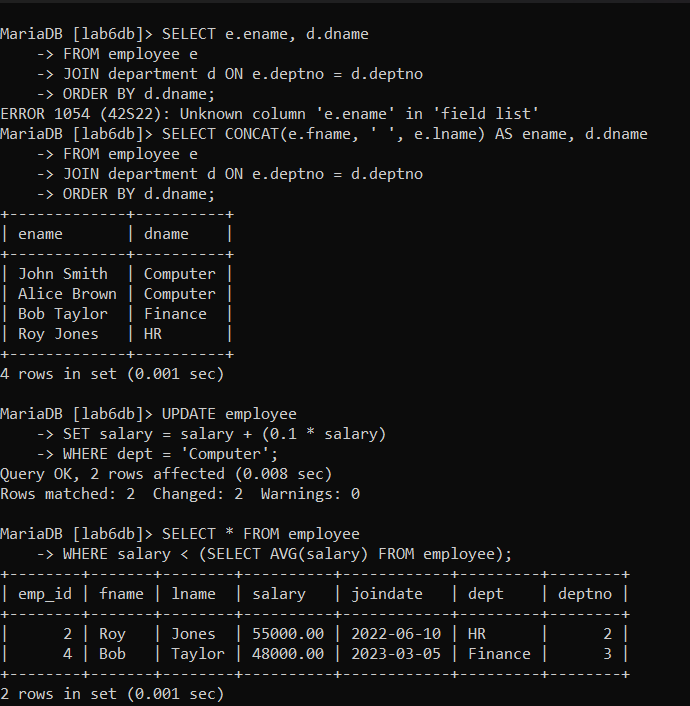 MariaDB [lab6db]> SELECT e.ename, d.dname
    -> FROM employee e
    -> JOIN department d ON e.deptno = d.deptno
    -> ORDER BY d.dname;
ERROR 1054 (42S22): Unknown column 'e.ename' in 'field list'
MariaDB [lab6db]> SELECT CONCAT(e.fname, ' ', e.lname) AS ename, d.dname
    -> FROM employee e
    -> JOIN department d ON e.deptno = d.deptno
    -> ORDER BY d.dname;
+-------------+----------+
| ename       | dname    |
+-------------+----------+
| John Smith  | Computer |
| Alice Brown | Computer |
| Bob Taylor  | Finance  |
| Roy Jones   | HR       |
+-------------+----------+
4 rows in set (0.001 sec)

MariaDB [lab6db]> UPDATE employee
    -> SET salary = salary + (0.1 * salary)
    -> WHERE dept = 'Computer';
Query OK, 2 rows affected (0.008 sec)
Rows matched: 2  Changed: 2  Warnings: 0

MariaDB [lab6db]> SELECT * FROM employee
    -> WHERE salary < (SELECT AVG(salary) FROM employee);
+--------+-------+--------+----------+------------+---------+--------+
| emp_id | fname | lname  | salary   | joindate   | dept    | deptno |
+--------+-------+--------+----------+------------+---------+--------+
|      2 | Roy   | Jones  | 55000.00 | 2022-06-10 | HR      |      2 |
|      4 | Bob   | Taylor | 48000.00 | 2023-03-05 | Finance |      3 |
+--------+-------+--------+----------+------------+---------+--------+
2 rows in set (0.001 sec)